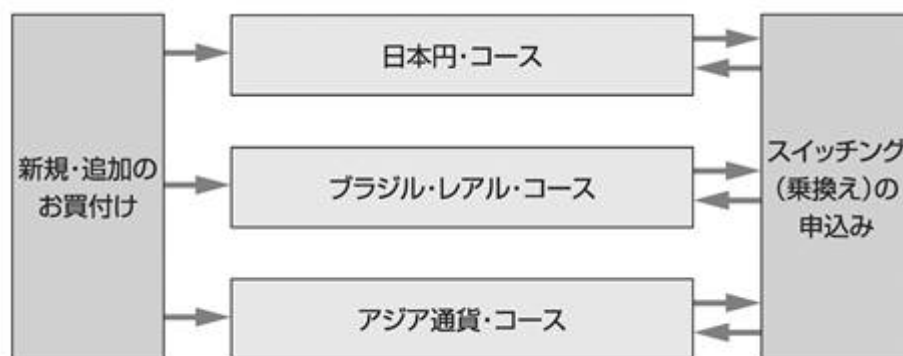 新規･追加の
お買付け
日本円･コース
ブラジル･レアル･コース
アジア通貨･コース
スイッチング
(乗換え)の
申込み